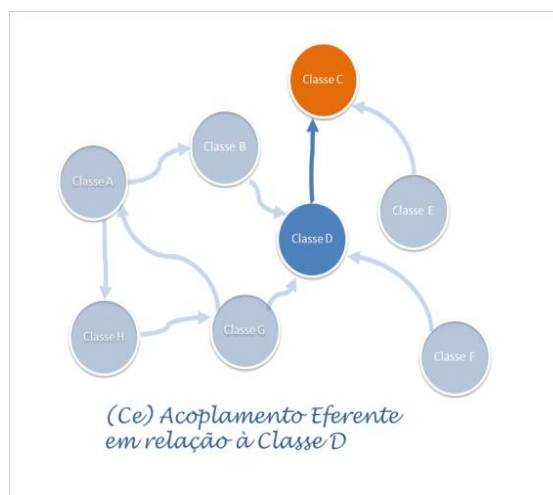 Classe C
Classe B
Classe A
Classe E
Classe D
Classe H
Classe G
Classe F
(Ce) Acoplamento Eferente
em relação à Classe D